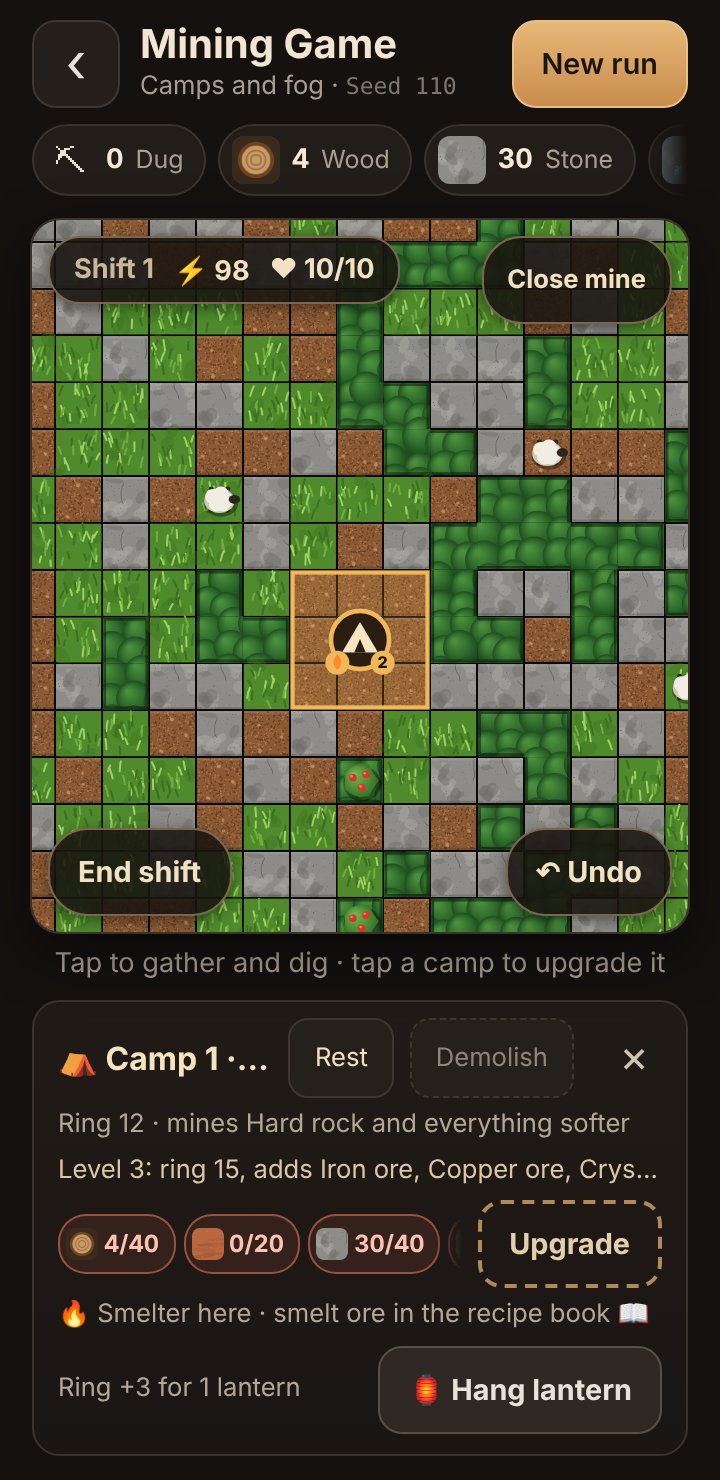 Mining Game
Camps and fog · Seed 110
New run
0 Dug
4 Wood
30 Stone
Shift 1 ⚡ 98 ♥ 10/10
Close mine
2
End shift
↶ Undo
Tap to gather and dig · tap a camp to upgrade it
Camp 1 ·...
Rest
Demolish
✕
Ring 12 · mines Hard rock and everything softer
Level 3: ring 15, adds Iron ore, Copper ore, Crys...
4/40
0/20
30/40
Upgrade
🔥 Smelter here · smelt ore in the recipe book 📖
Ring +3 for 1 lantern
🏮 Hang lantern